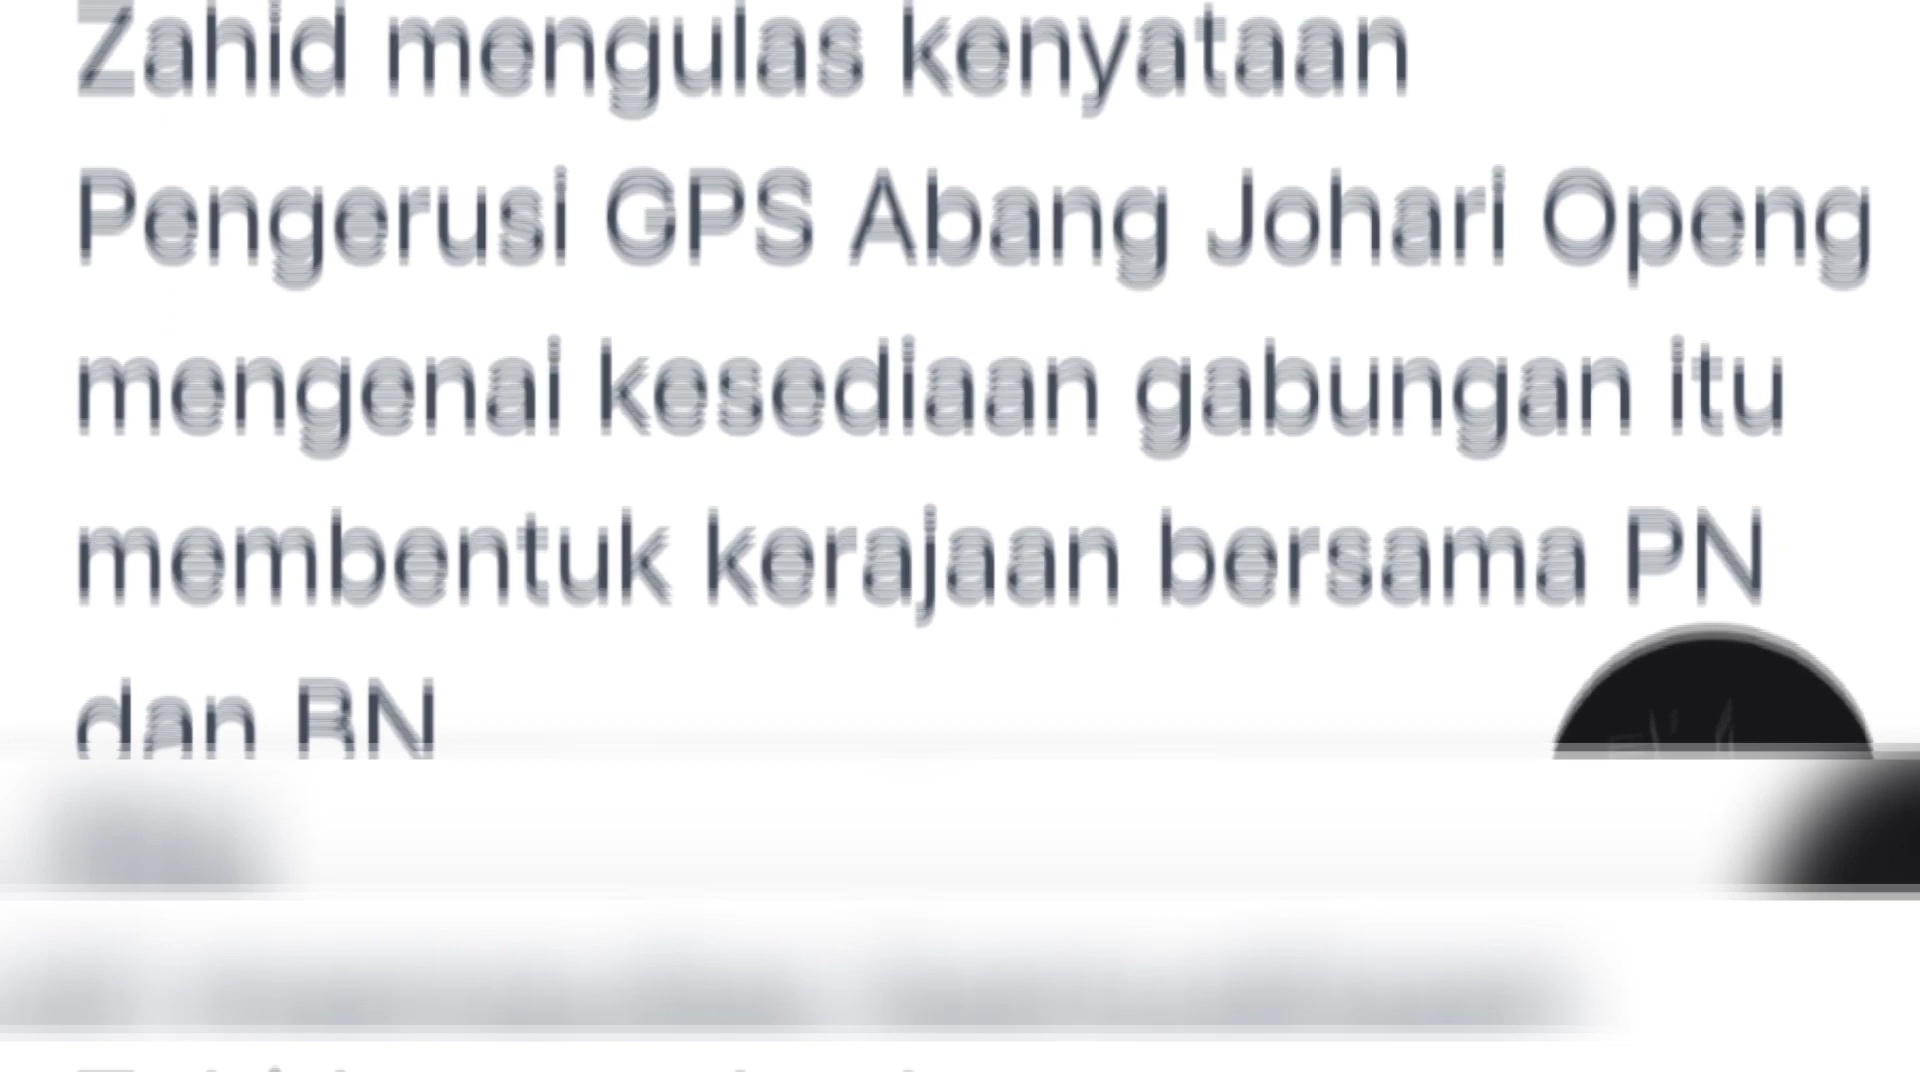 Zahid mengulas kenyataan
Pengerusi GPS Abang Johari Openg
mengenai kesediaan gabungan itu
membentuk kerajaan bersama PN
dan BN